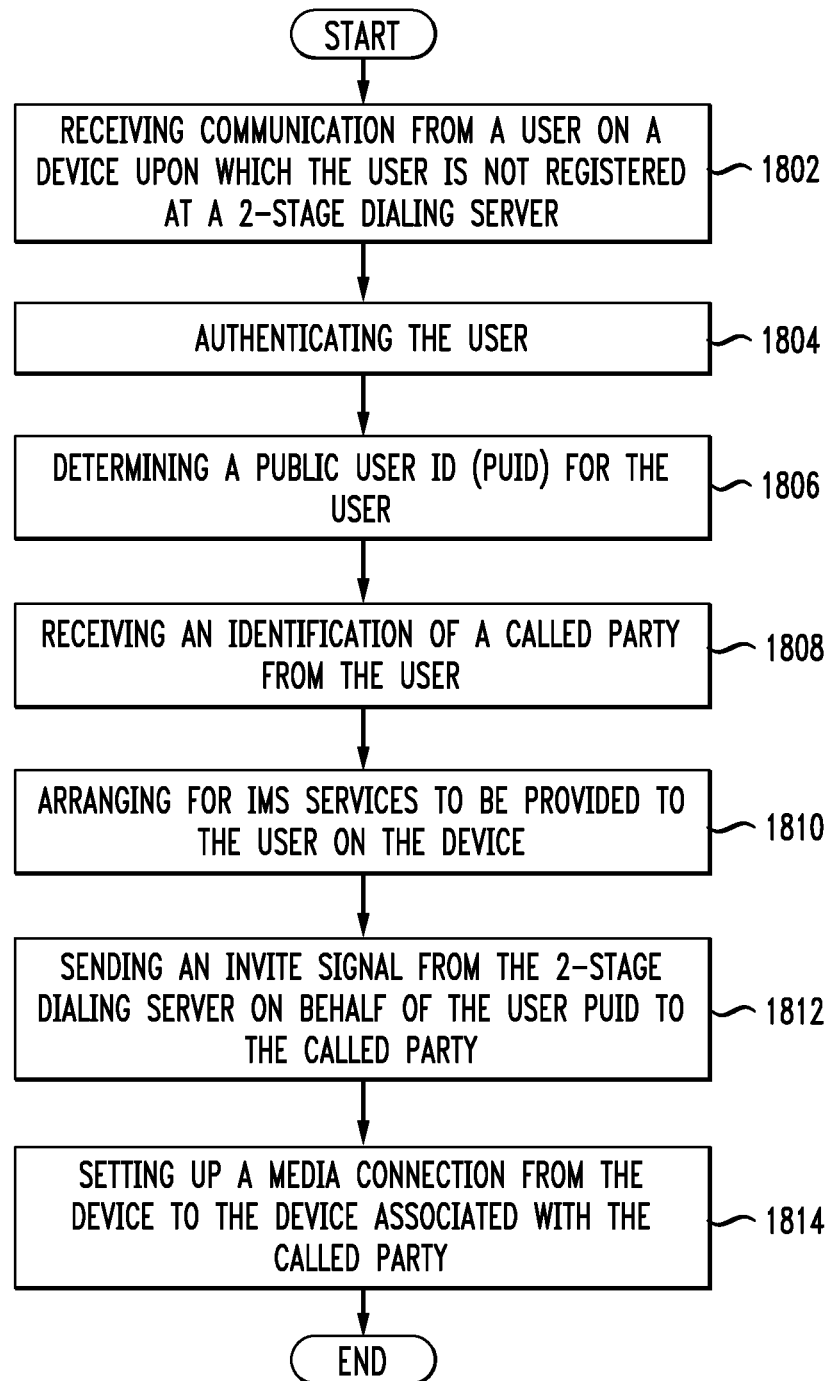 START
RECEIVING COMMUNICATION FROM A USER ON A
DEVICE UPON WHICH THE USER IS NOT REGISTERED
AT A 2-STAGE DIALING SERVER
1802
AUTHENTICATING THE USER
1804
DETERMINING A PUBLIC USER ID (PUID) FOR THE
USER
1806
RECEIVING AN IDENTIFICATION OF A CALLED PARTY
FROM THE USER
1808
ARRANGING FOR IMS SERVICES TO BE PROVIDED TO
THE USER ON THE DEVICE
1810
SENDING AN INVITE SIGNAL FROM THE 2-STAGE
DIALING SERVER ON BEHALF OF THE USER PUID TO
THE CALLED PARTY
1812
SETTING UP A MEDIA CONNECTION FROM THE
DEVICE TO THE DEVICE ASSOCIATED WITH THE
CALLED PARTY
1814
END